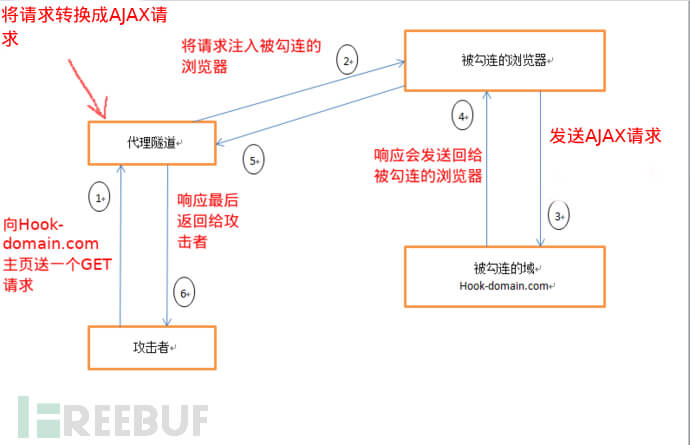 将请求转换成AJAX请
求
将请求注入被勾连的
浏览器
2
被勾连的浏览器
代理隧道
5
4
发送AJAX请求
响应会发送回给
被勾连的浏览器
1
响应最后
返回给攻
击者
向Hook-
domain.com
主页送一个GET
请求
3
6
被勾连的域
Hook-domain.com
攻击者
FREEBUF